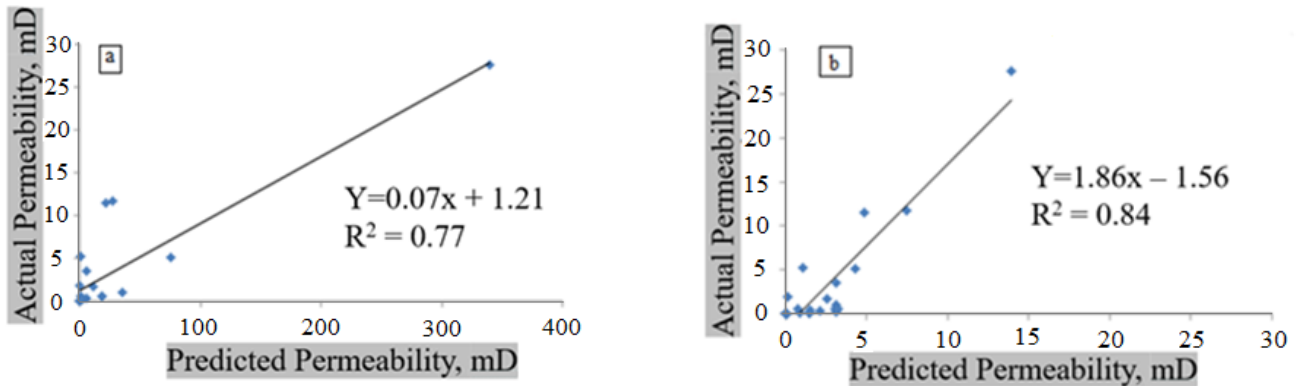 a
Actual Permeability, mD
30
25
20
15
10
5
0
Y=0.07x + 1.21
R² = 0.77
0 100 200 300 400
Predicted Permeability, mD
b
Actual Permeability, mD
30
25
20
15
10
5
0
Y=1.86x – 1.56
R² = 0.84
0 5 10 15 20 25 30
Predicted Permeability, mD